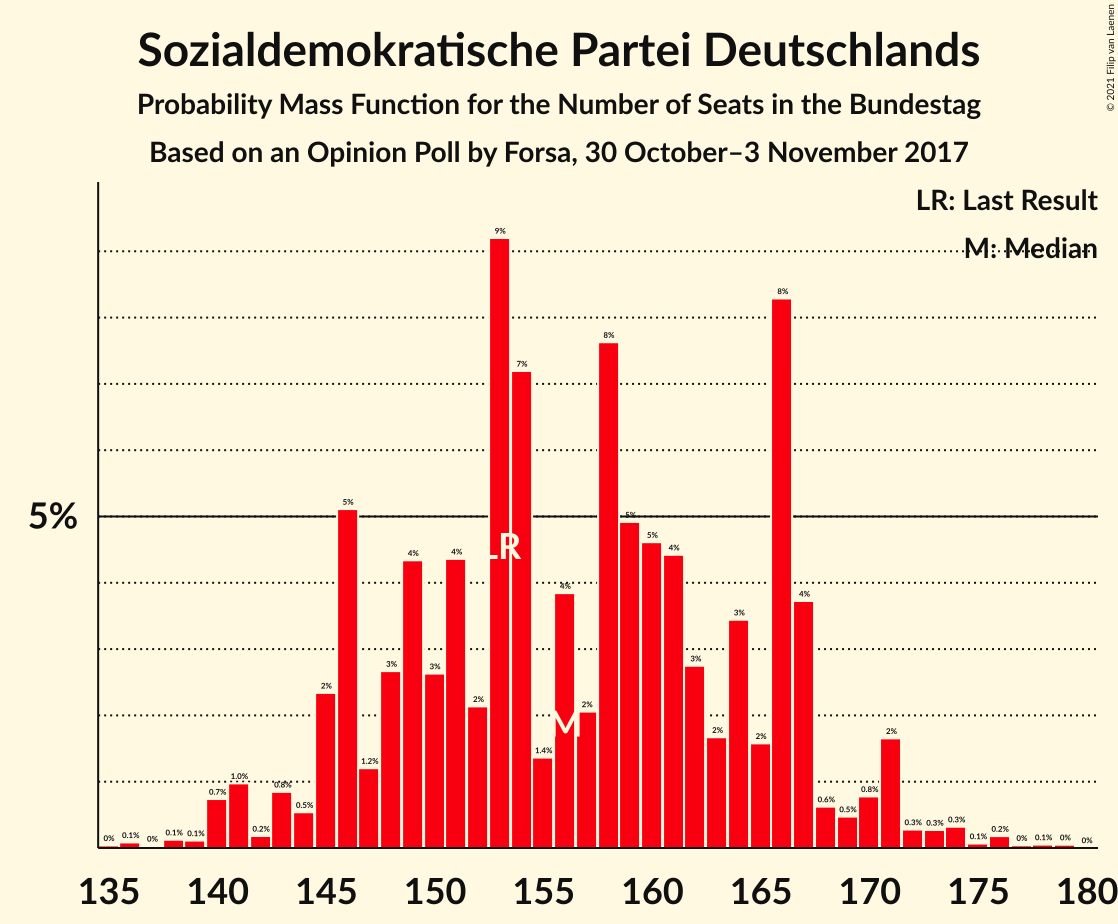 Sozialdemokratische Partei Deutschlands
Probability Mass Function for the Number of Seats in the Bundestag
Based on an Opinion Poll by Forsa, 30 October–3 November 2017
© 2021 Filip van Laenen
LR: Last Result
M: Median
5%
0% 0.1% 0% 0.1% 0.1% 0.7% 1.0% 0.2% 0.8% 0.5% 2% 5% 1.2% 3% 4% 3% 4% 2% 9% 7% 1.4% 4% 2% 8% 5% 5% 4% 3% 2% 3% 2% 8% 4% 0.6% 0.5% 0.8% 2% 0.3% 0.3% 0.3% 0.1% 0.2% 0% 0.1% 0% 0%
LR
M
135 140 145 150 155 160 165 170 175 180